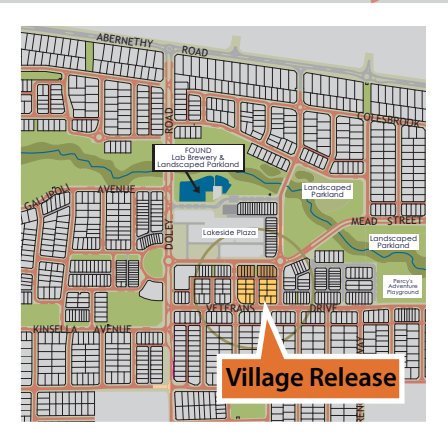 ABERNETHY ROAD
COLESBROOK
ROAD
FOUND
Lab Brewery &
Landscaped Parkland
GALLIPOLI AVENUE
Landscaped
Parkland
MEAD STREET
DOLEY
Lakeside Plaza
Landscaped
Parkland
Percy's
Adventure
Playground
VETERANS DRIVE
KINSELLA AVENUE
Village Release